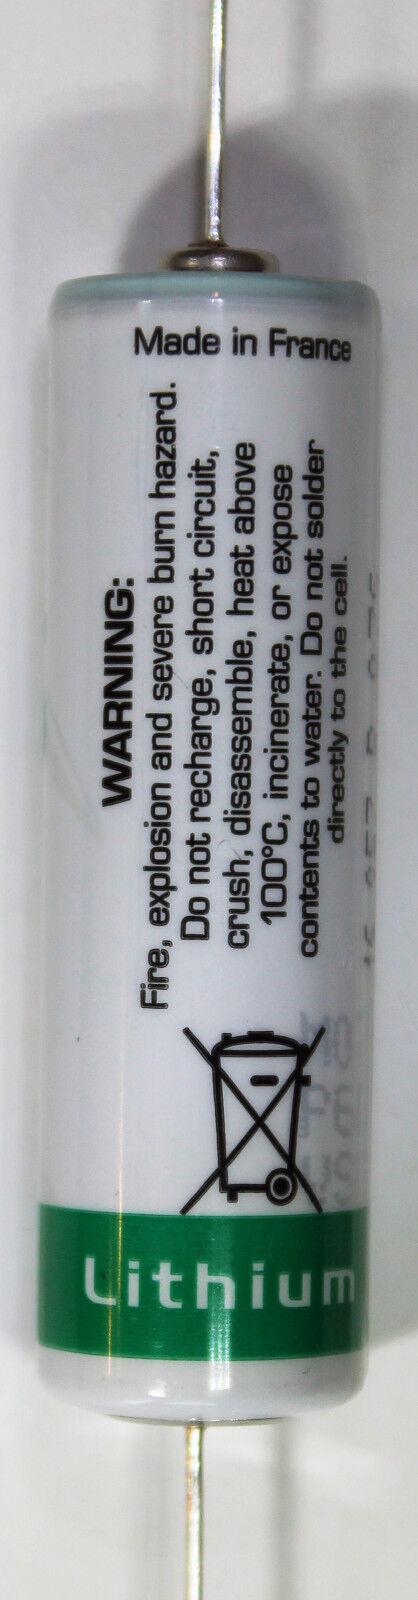 Made in France
WARNING:
Fire, explosion and severe burn hazard.
Do not recharge, short circuit,
crush, disassemble, heat above
100°C, incinerate, or expose
contents to water. Do not solder
directly to the cell.
Lithium